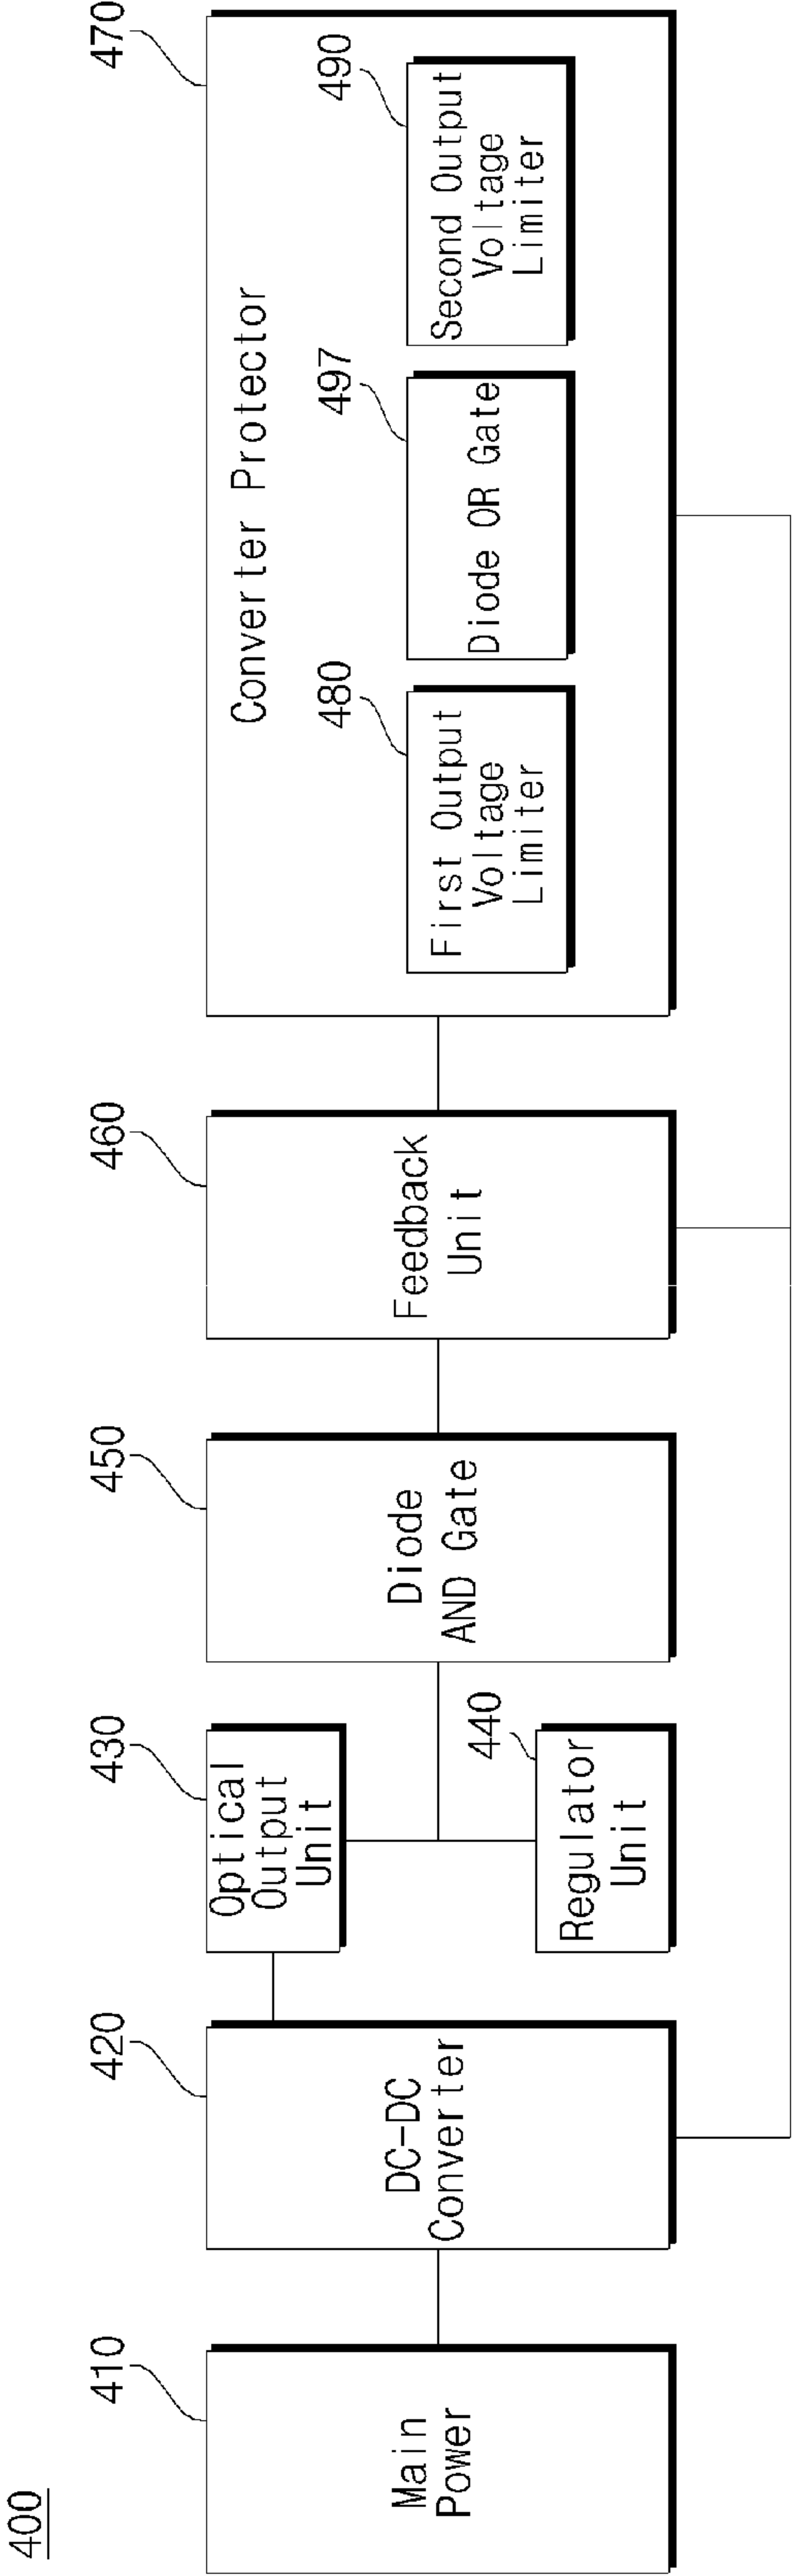 400
410
Main
Power
420
DC-DC
Converter
430
Optical
Output
Unit
440
Regulator
Unit
450
Diode
AND Gate
460
Feedback
Unit
470
Converter Protector
480
First Output
Voltage
Limiter
497
Diode OR Gate
490
Second Output
Voltage
Limiter